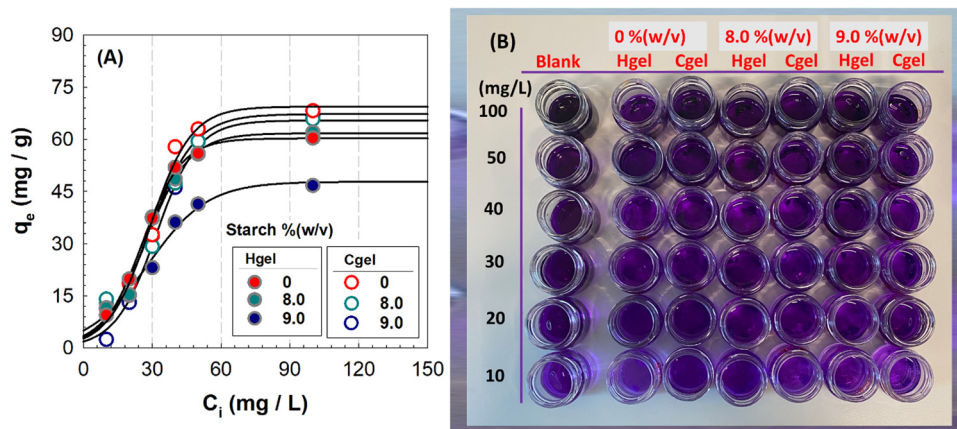 (A)
90
75
60
45
30
15
0
qe (mg / g)
0 30 60 90 120 150
Ci (mg / L)
Starch %(w/v)
Hgel Cgel
0 0
8.0 8.0
9.0 9.0
(B)
0 %(w/v) 8.0 %(w/v) 9.0 %(w/v)
Blank Hgel Cgel Hgel Cgel Hgel Cgel
(mg/L)
100
50
40
30
20
10